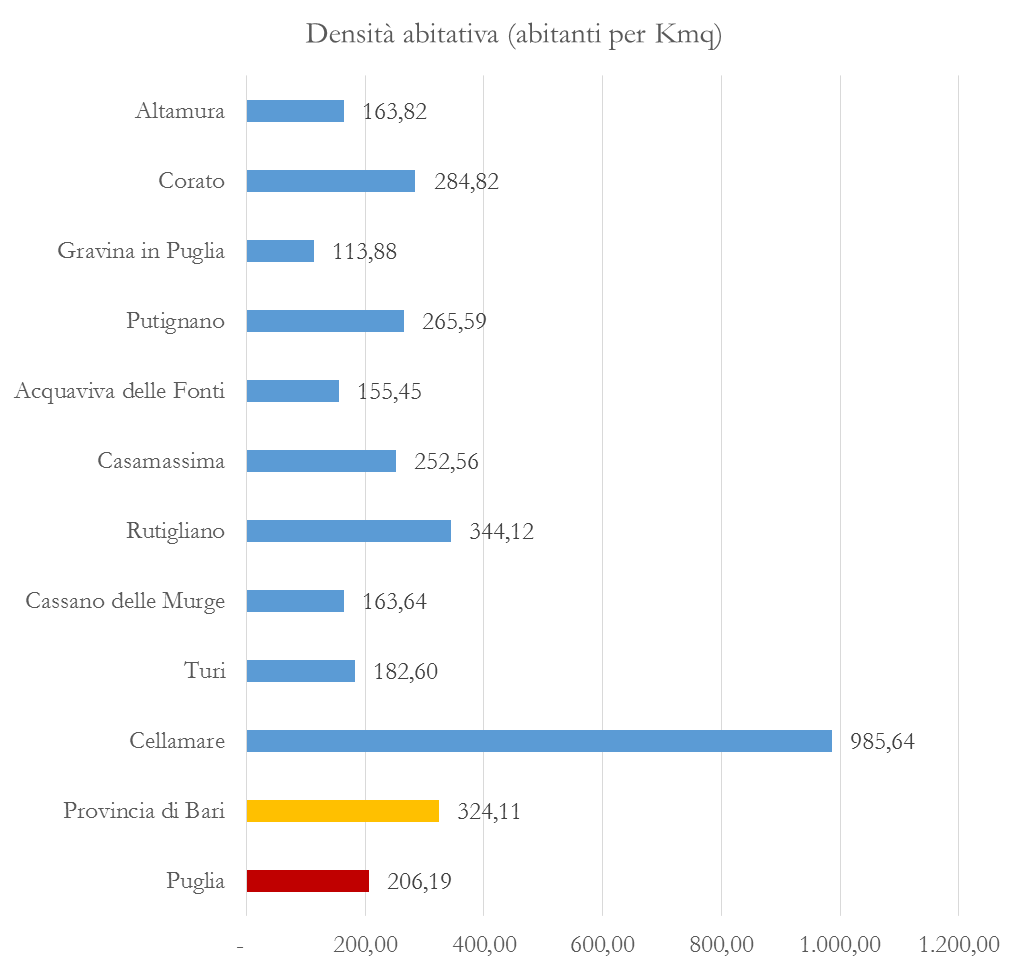 Densità abitativa (abitanti per Kmq)
Altamura 163,82
Corato 284,82
Gravina in Puglia 113,88
Putignano 265,59
Acquaviva delle Fonti 155,45
Casamassima 252,56
Rutigliano 344,12
Cassano delle Murge 163,64
Turi 182,60
Cellamare 985,64
Provincia di Bari 324,11
Puglia 206,19
- 200,00 400,00 600,00 800,00 1.000,00 1.200,00